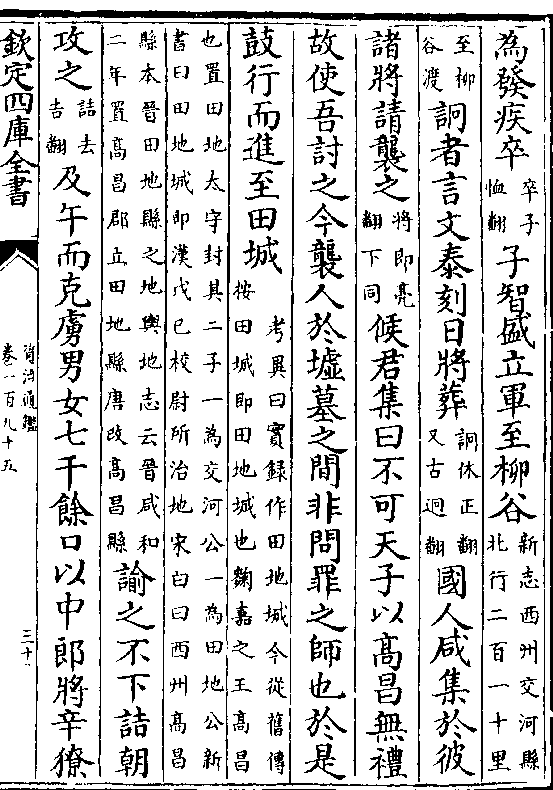 為發疾卒卒子恤翻子智盛立軍至柳谷新志西州交河縣北行二百一十里
至柳谷渡詗者言文泰刻日將葬詗休正翻又古迥翻國人咸集於彼
諸將請襲之將即亮翻下同侯君集曰不可天子以髙昌無禮
故使吾討之今襲人於墟墓之間非問罪之師也於是
鼓行而進至田城考異曰實録作田地城今從舊傳按田城即田地城也麴嘉之王髙昌
也置田地太守封其二子一為交河公一為田地公新書曰田地城即漢戊已校尉所治地宋白曰西州髙昌
縣本晉田地縣之地輿地志云晉咸和二年置髙昌郡立田地縣唐改髙昌縣諭之不下詰朝
攻之詰去吉翻及午而克虜男女七千餘口以中郎將辛獠
欽定四庫全書
資治通鑑
卷一百九十五
三十